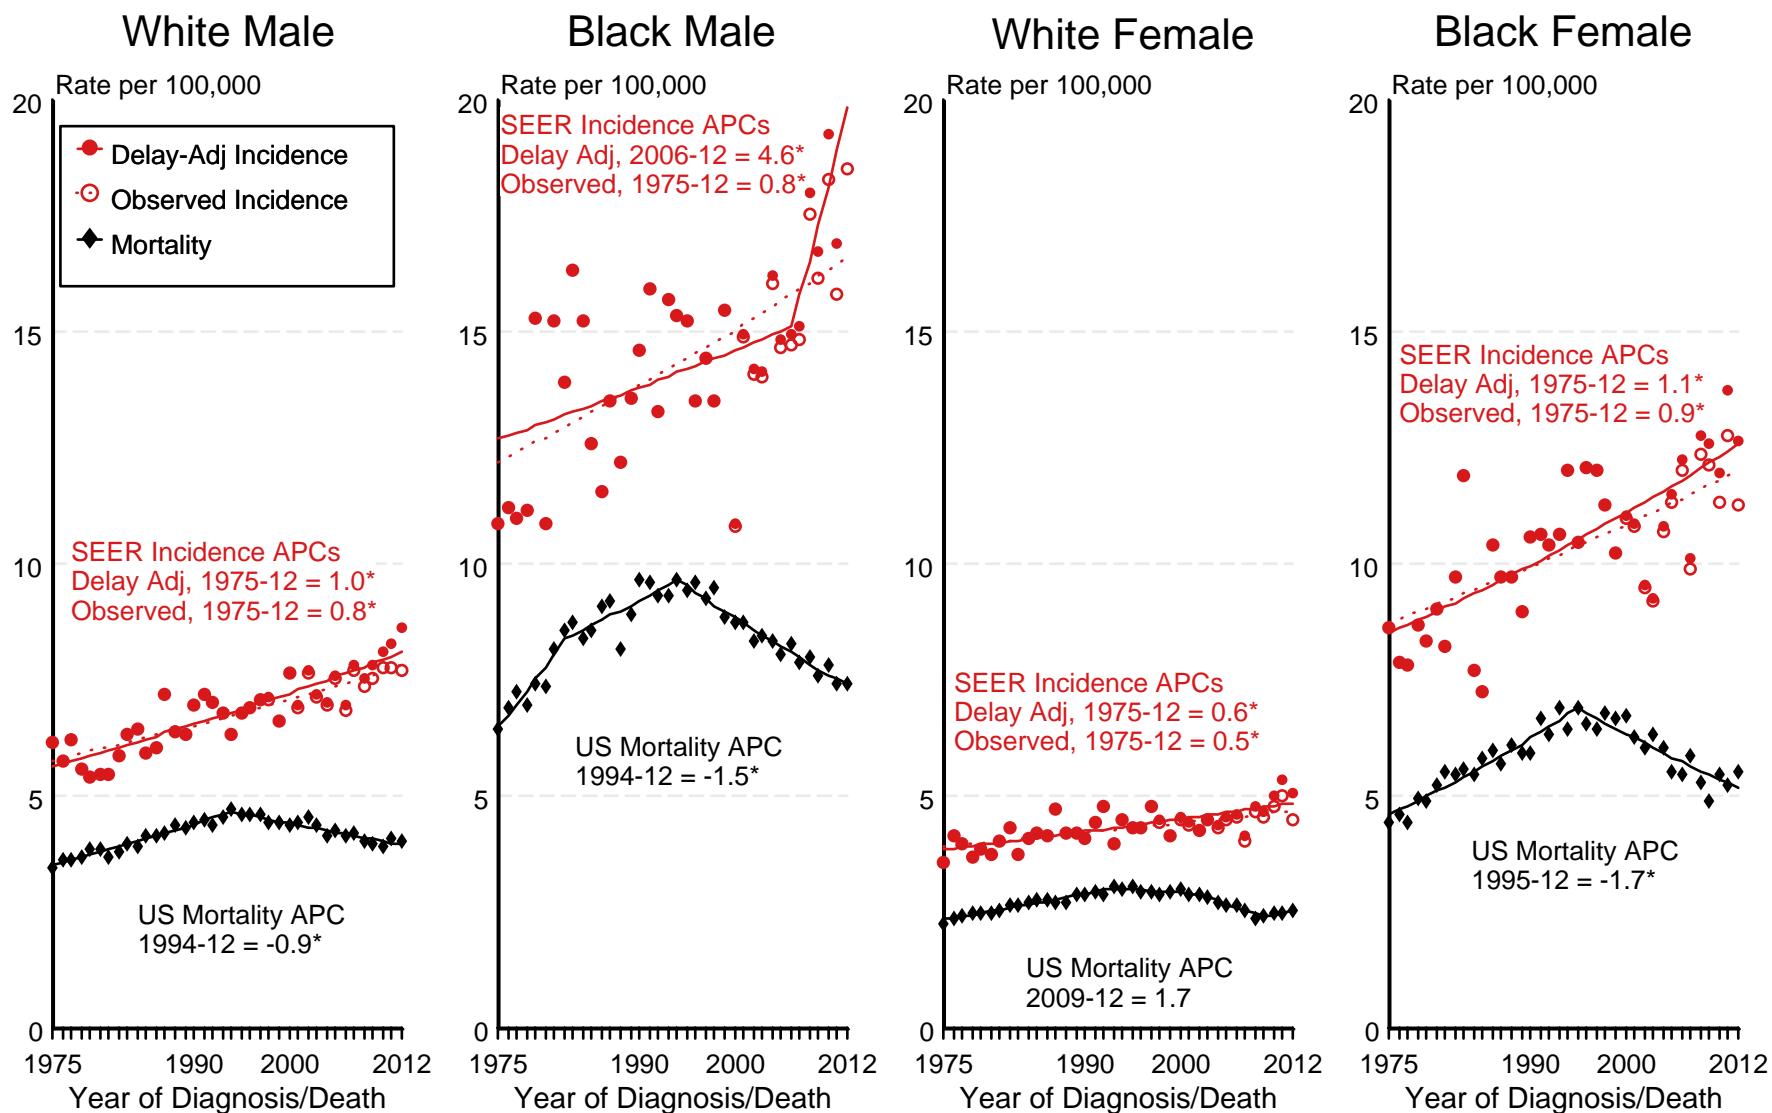 White Male
Rate per 100,000
20
Delay-Adj Incidence
Observed Incidence
Mortality
SEER Incidence APCs
Delay Adj, 1975-12 = 1.0*
Observed, 1975-12 = 0.8*
15
10
5
0
US Mortality APC
1994-12 = -0.9*
1975 1990 2000 2012
Year of Diagnosis/Death
Black Male
Rate per 100,000
20
SEER Incidence APCs
Delay Adj, 2006-12 = 4.6*
Observed, 1975-12 = 0.8*
15
10
5
0
US Mortality APC
1994-12 = -1.5*
1975 1990 2000 2012
Year of Diagnosis/Death
White Female
Rate per 100,000
20
15
10
SEER Incidence APCs
Delay Adj, 1975-12 = 0.6*
Observed, 1975-12 = 0.5*
5
US Mortality APC
2009-12 = 1.7
0
1975 1990 2000 2012
Year of Diagnosis/Death
Black Female
Rate per 100,000
20
15
SEER Incidence APCs
Delay Adj, 1975-12 = 1.1*
Observed, 1975-12 = 0.9*
10
5
US Mortality APC
1995-12 = -1.7*
0
1975 1990 2000 2012
Year of Diagnosis/Death